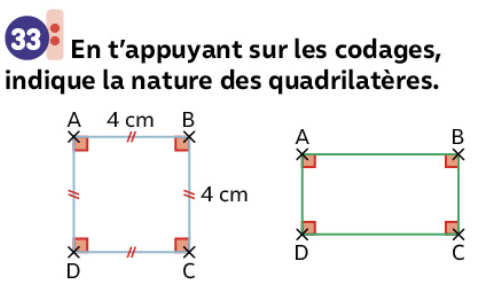 33 En t’appuyant sur les codages,
indique la nature des quadrilatères.
A 4 cm B
4 cm
D C
A B
D C